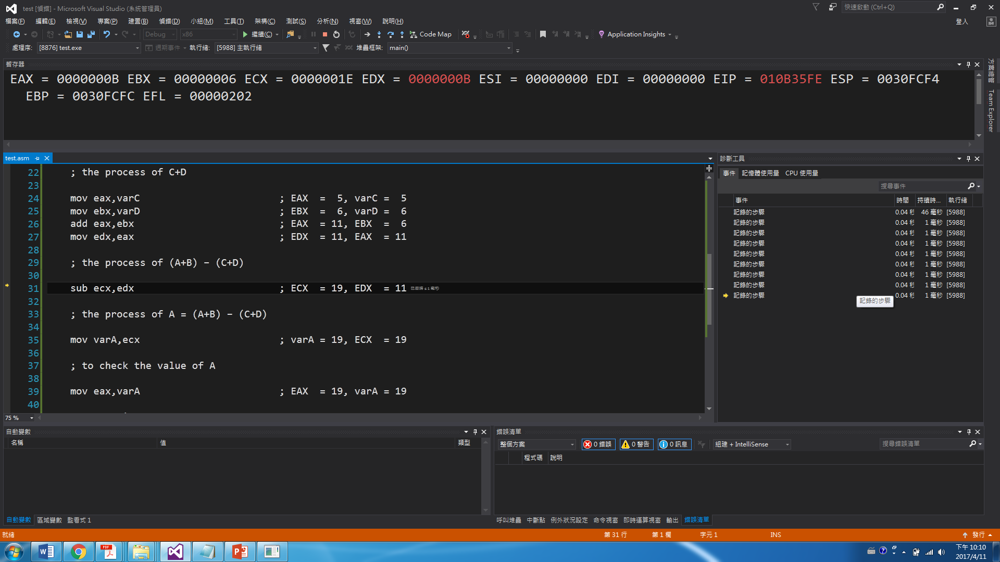 test [偵錯] - Microsoft Visual Studio (系統管理員)
快速啟動 (Ctrl+Q)
檔案(F) 編輯(E) 檢視(V) 專案(P) 建置(B) 偵錯(D) 小組(M) 工具(T) 架構(C) 測試(S) 分析(N) 視窗(W) 說明(H)
登入
Debug x86 繼續(C) Code Map Application Insights
處理序: [8876] test.exe 週期事件 執行緒: [5988] 主執行緒 堆疊框架: main()
暫存器
EAX = 0000000B EBX = 00000006 ECX = 0000001E EDX = 0000000B ESI = 00000000 EDI = 00000000 EIP = 010B35FE ESP = 0030FCF4
EBP = 0030FCFC EFL = 00000202
方案總管
Team Explorer
test.asm
22 ; the process of C+D
23
24 mov eax,varC ; EAX = 5, varC = 5
25 mov ebx,varD ; EBX = 6, varD = 6
26 add eax,ebx ; EAX = 11, EBX = 6
27 mov edx,eax ; EDX = 11, EAX = 11
28
29 ; the process of (A+B) - (C+D)
30
31 sub ecx,edx ; ECX = 19, EDX = 11 已歷時 ≤ 1 毫秒
32
33 ; the process of A = (A+B) - (C+D)
34
35 mov varA,ecx ; varA = 19, ECX = 19
36
37 ; to check the value of A
38
39 mov eax,varA ; EAX = 19, varA = 19
40
75 %
診斷工具
事件 記憶體使用量 CPU 使用量
搜尋事件
事件 時間 持續時... 執行緒
記錄的步驟 0.04 秒 46 毫秒 [5988]
記錄的步驟 0.04 秒 1 毫秒 [5988]
記錄的步驟 0.04 秒 1 毫秒 [5988]
記錄的步驟 0.04 秒 1 毫秒 [5988]
記錄的步驟 0.04 秒 1 毫秒 [5988]
記錄的步驟 0.04 秒 1 毫秒 [5988]
記錄的步驟 0.04 秒 1 毫秒 [5988]
記錄的步驟 0.04 秒 1 毫秒 [5988]
記錄的步驟 0.04 秒 1 毫秒 [5988]
記錄的步驟
自動變數
名稱 值 類型
自動變數 區域變數 監看式 1
錯誤清單
整個方案 0 錯誤 0 警告 0 訊息 組建 + IntelliSense 搜尋錯誤清單
程式碼 說明
呼叫堆疊 中斷點 例外狀況設定 命令視窗 即時運算視窗 輸出 錯誤清單
就緒 第 31 行 第 1 欄 字元 1 INS 發行
下午 10:10
2017/4/11